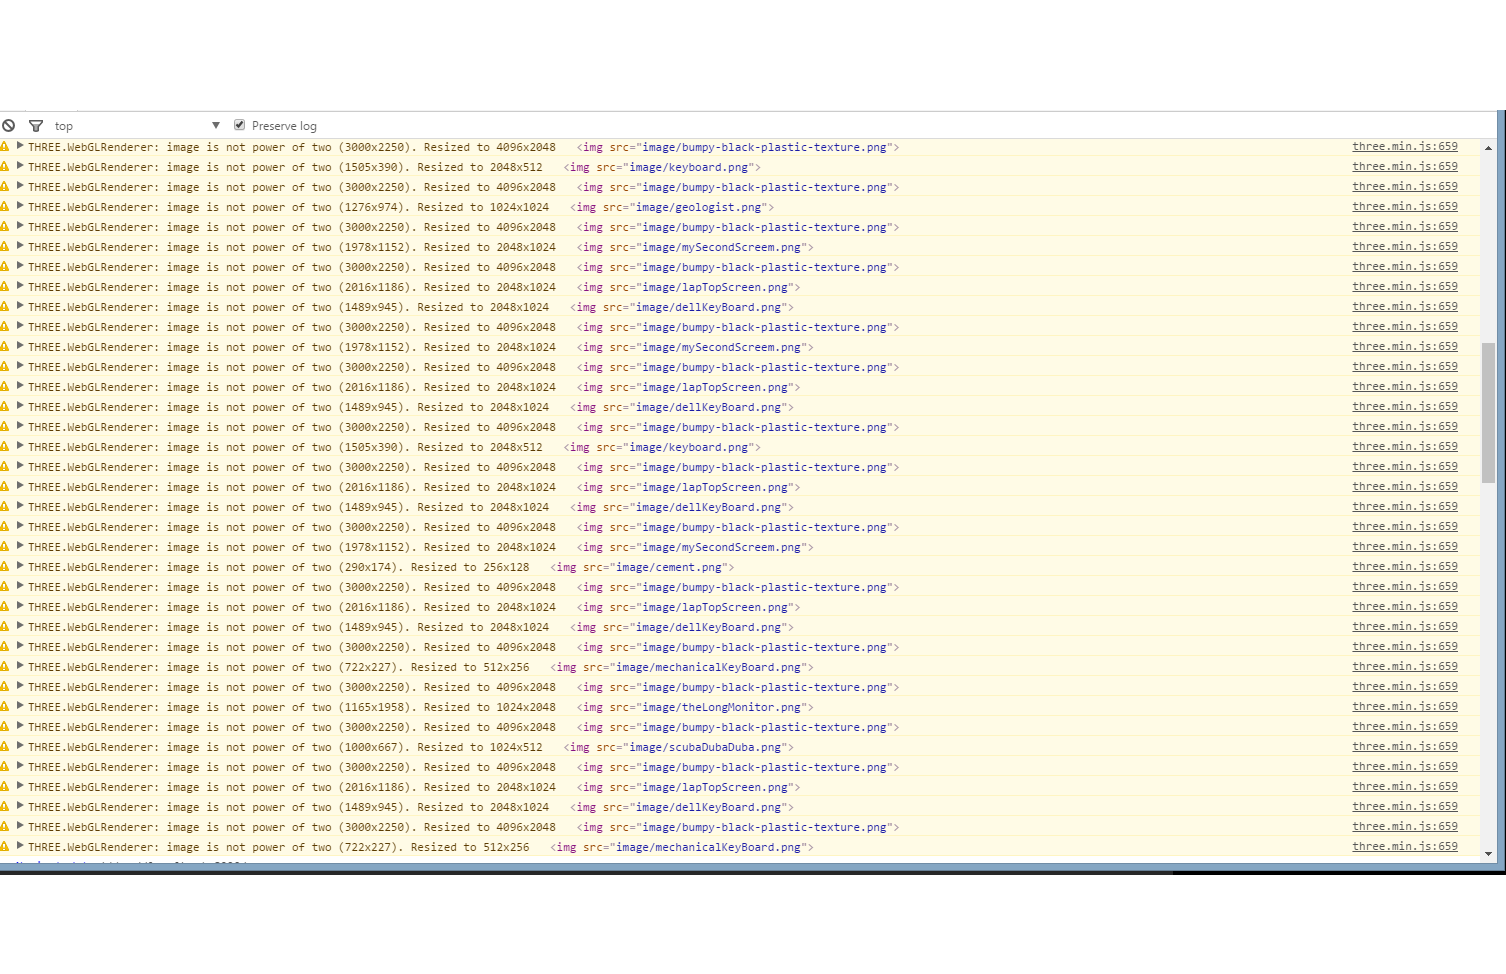 top ▼ Preserve log
THREE.WebGLRenderer: image is not power of two (3000x2250). Resized to 4096x2048 <img src="image/bumpy-black-plastic-texture.png"> three.min.js:659
THREE.WebGLRenderer: image is not power of two (1505x390). Resized to 2048x512 <img src="image/keyboard.png"> three.min.js:659
THREE.WebGLRenderer: image is not power of two (3000x2250). Resized to 4096x2048 <img src="image/bumpy-black-plastic-texture.png"> three.min.js:659
THREE.WebGLRenderer: image is not power of two (1276x974). Resized to 1024x1024 <img src="image/geologist.png"> three.min.js:659
THREE.WebGLRenderer: image is not power of two (3000x2250). Resized to 4096x2048 <img src="image/bumpy-black-plastic-texture.png"> three.min.js:659
THREE.WebGLRenderer: image is not power of two (1978x1152). Resized to 2048x1024 <img src="image/mySecondScreem.png"> three.min.js:659
THREE.WebGLRenderer: image is not power of two (3000x2250). Resized to 4096x2048 <img src="image/bumpy-black-plastic-texture.png"> three.min.js:659
THREE.WebGLRenderer: image is not power of two (2016x1186). Resized to 2048x1024 <img src="image/lapTopScreen.png"> three.min.js:659
THREE.WebGLRenderer: image is not power of two (1489x945). Resized to 2048x1024 <img src="image/dellKeyBoard.png"> three.min.js:659
THREE.WebGLRenderer: image is not power of two (3000x2250). Resized to 4096x2048 <img src="image/bumpy-black-plastic-texture.png"> three.min.js:659
THREE.WebGLRenderer: image is not power of two (1978x1152). Resized to 2048x1024 <img src="image/mySecondScreem.png"> three.min.js:659
THREE.WebGLRenderer: image is not power of two (3000x2250). Resized to 4096x2048 <img src="image/bumpy-black-plastic-texture.png"> three.min.js:659
THREE.WebGLRenderer: image is not power of two (2016x1186). Resized to 2048x1024 <img src="image/lapTopScreen.png"> three.min.js:659
THREE.WebGLRenderer: image is not power of two (1489x945). Resized to 2048x1024 <img src="image/dellKeyBoard.png"> three.min.js:659
THREE.WebGLRenderer: image is not power of two (3000x2250). Resized to 4096x2048 <img src="image/bumpy-black-plastic-texture.png"> three.min.js:659
THREE.WebGLRenderer: image is not power of two (1505x390). Resized to 2048x512 <img src="image/keyboard.png"> three.min.js:659
THREE.WebGLRenderer: image is not power of two (3000x2250). Resized to 4096x2048 <img src="image/bumpy-black-plastic-texture.png"> three.min.js:659
THREE.WebGLRenderer: image is not power of two (2016x1186). Resized to 2048x1024 <img src="image/lapTopScreen.png"> three.min.js:659
THREE.WebGLRenderer: image is not power of two (1489x945). Resized to 2048x1024 <img src="image/dellKeyBoard.png"> three.min.js:659
THREE.WebGLRenderer: image is not power of two (3000x2250). Resized to 4096x2048 <img src="image/bumpy-black-plastic-texture.png"> three.min.js:659
THREE.WebGLRenderer: image is not power of two (1978x1152). Resized to 2048x1024 <img src="image/mySecondScreem.png"> three.min.js:659
THREE.WebGLRenderer: image is not power of two (290x174). Resized to 256x128 <img src="image/cement.png"> three.min.js:659
THREE.WebGLRenderer: image is not power of two (3000x2250). Resized to 4096x2048 <img src="image/bumpy-black-plastic-texture.png"> three.min.js:659
THREE.WebGLRenderer: image is not power of two (2016x1186). Resized to 2048x1024 <img src="image/lapTopScreen.png"> three.min.js:659
THREE.WebGLRenderer: image is not power of two (1489x945). Resized to 2048x1024 <img src="image/dellKeyBoard.png"> three.min.js:659
THREE.WebGLRenderer: image is not power of two (3000x2250). Resized to 4096x2048 <img src="image/bumpy-black-plastic-texture.png"> three.min.js:659
THREE.WebGLRenderer: image is not power of two (722x227). Resized to 512x256 <img src="image/mechanicalKeyBoard.png"> three.min.js:659
THREE.WebGLRenderer: image is not power of two (3000x2250). Resized to 4096x2048 <img src="image/bumpy-black-plastic-texture.png"> three.min.js:659
THREE.WebGLRenderer: image is not power of two (1165x1958). Resized to 1024x2048 <img src="image/theLongMonitor.png"> three.min.js:659
THREE.WebGLRenderer: image is not power of two (3000x2250). Resized to 4096x2048 <img src="image/bumpy-black-plastic-texture.png"> three.min.js:659
THREE.WebGLRenderer: image is not power of two (1000x667). Resized to 1024x512 <img src="image/scubaDubaDuba.png"> three.min.js:659
THREE.WebGLRenderer: image is not power of two (3000x2250). Resized to 4096x2048 <img src="image/bumpy-black-plastic-texture.png"> three.min.js:659
THREE.WebGLRenderer: image is not power of two (2016x1186). Resized to 2048x1024 <img src="image/lapTopScreen.png"> three.min.js:659
THREE.WebGLRenderer: image is not power of two (1489x945). Resized to 2048x1024 <img src="image/dellKeyBoard.png"> three.min.js:659
THREE.WebGLRenderer: image is not power of two (3000x2250). Resized to 4096x2048 <img src="image/bumpy-black-plastic-texture.png"> three.min.js:659
THREE.WebGLRenderer: image is not power of two (722x227). Resized to 512x256 <img src="image/mechanicalKeyBoard.png"> three.min.js:659